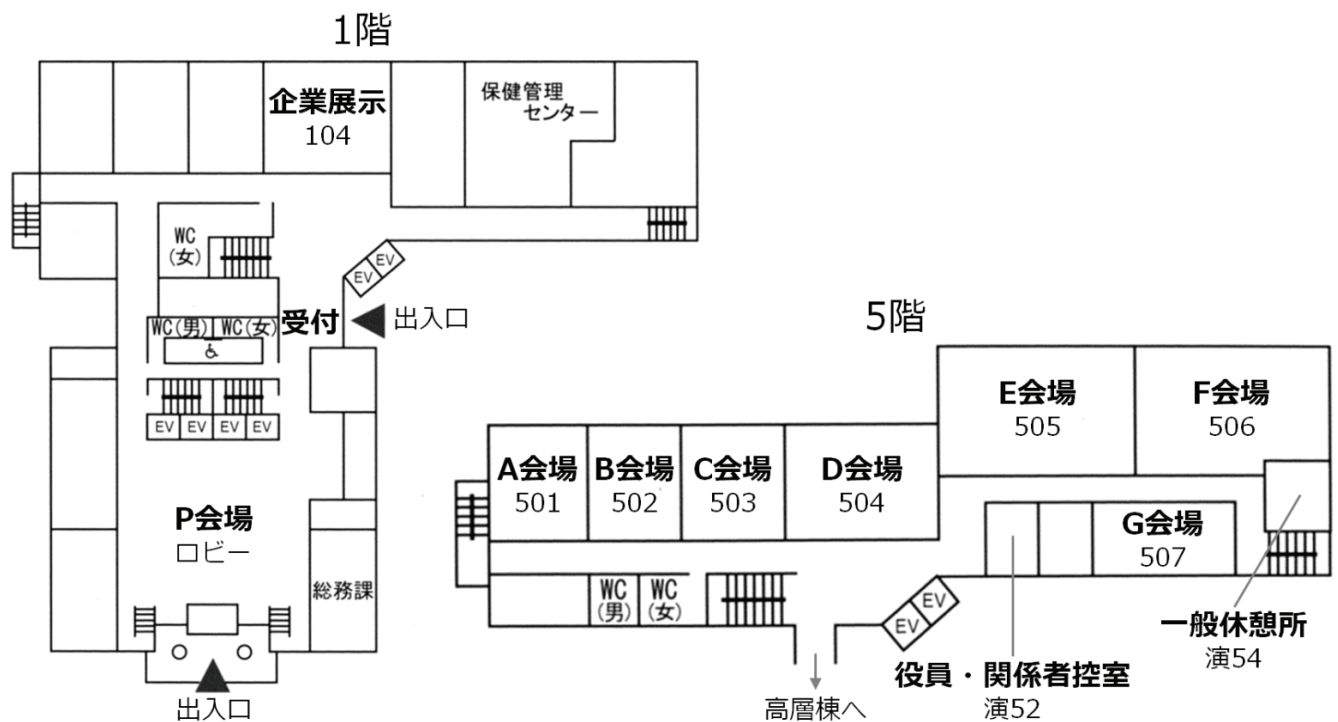 1階
企業展示
104
保健管理
センター
WC
(女)
EV
EV
WC(男)
WC(女)
受付
出入口
EV
EV
EV
EV
P会場
ロビー
総務課
出入口
5階
E会場
505
F会場
506
A会場
501
B会場
502
C会場
503
D会場
504
G会場
507
WC
(男)
WC
(女)
EV
EV
一般休憩所
演54
役員・関係者控室
演52
高層棟へ